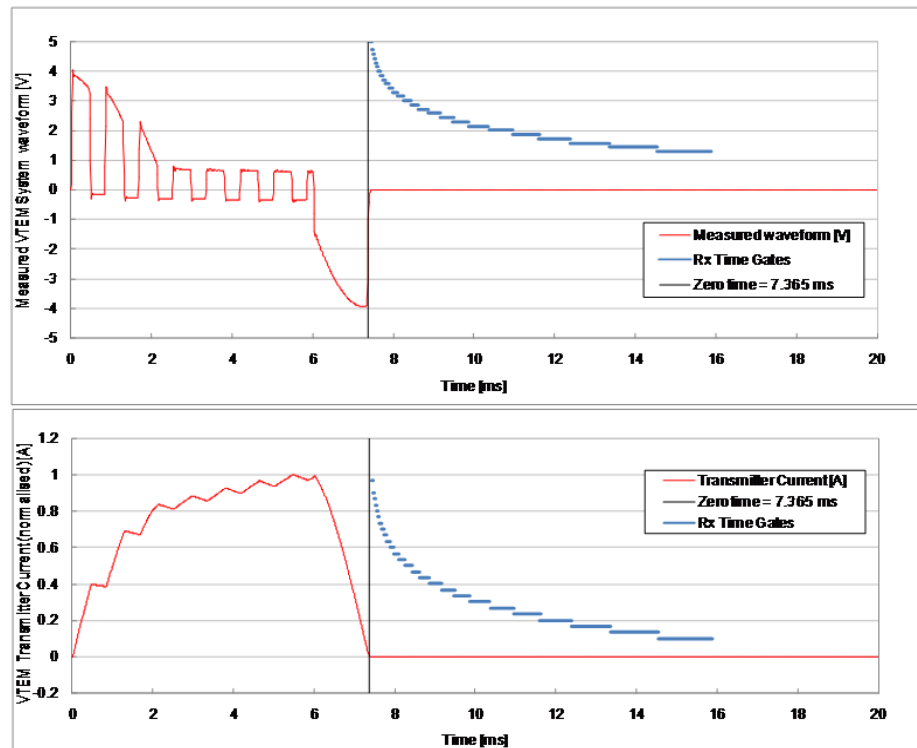 Measured VTEM System waveform [V]
5
4
3
2
1
0
-1
-2
-3
-4
-5
Measured waveform [V]
Rx Time Gates
Zero time = 7.365 ms
0 2 4 6 8 10 12 14 16 18 20
Time [ms]
VTEM Transmitter Current (normalised) [A]
1.2
1
0.8
0.6
0.4
0.2
0
-0.2
Transmitter Current [A]
Zero time = 7.365 ms
Rx Time Gates
0 2 4 6 8 10 12 14 16 18 20
Time [ms]